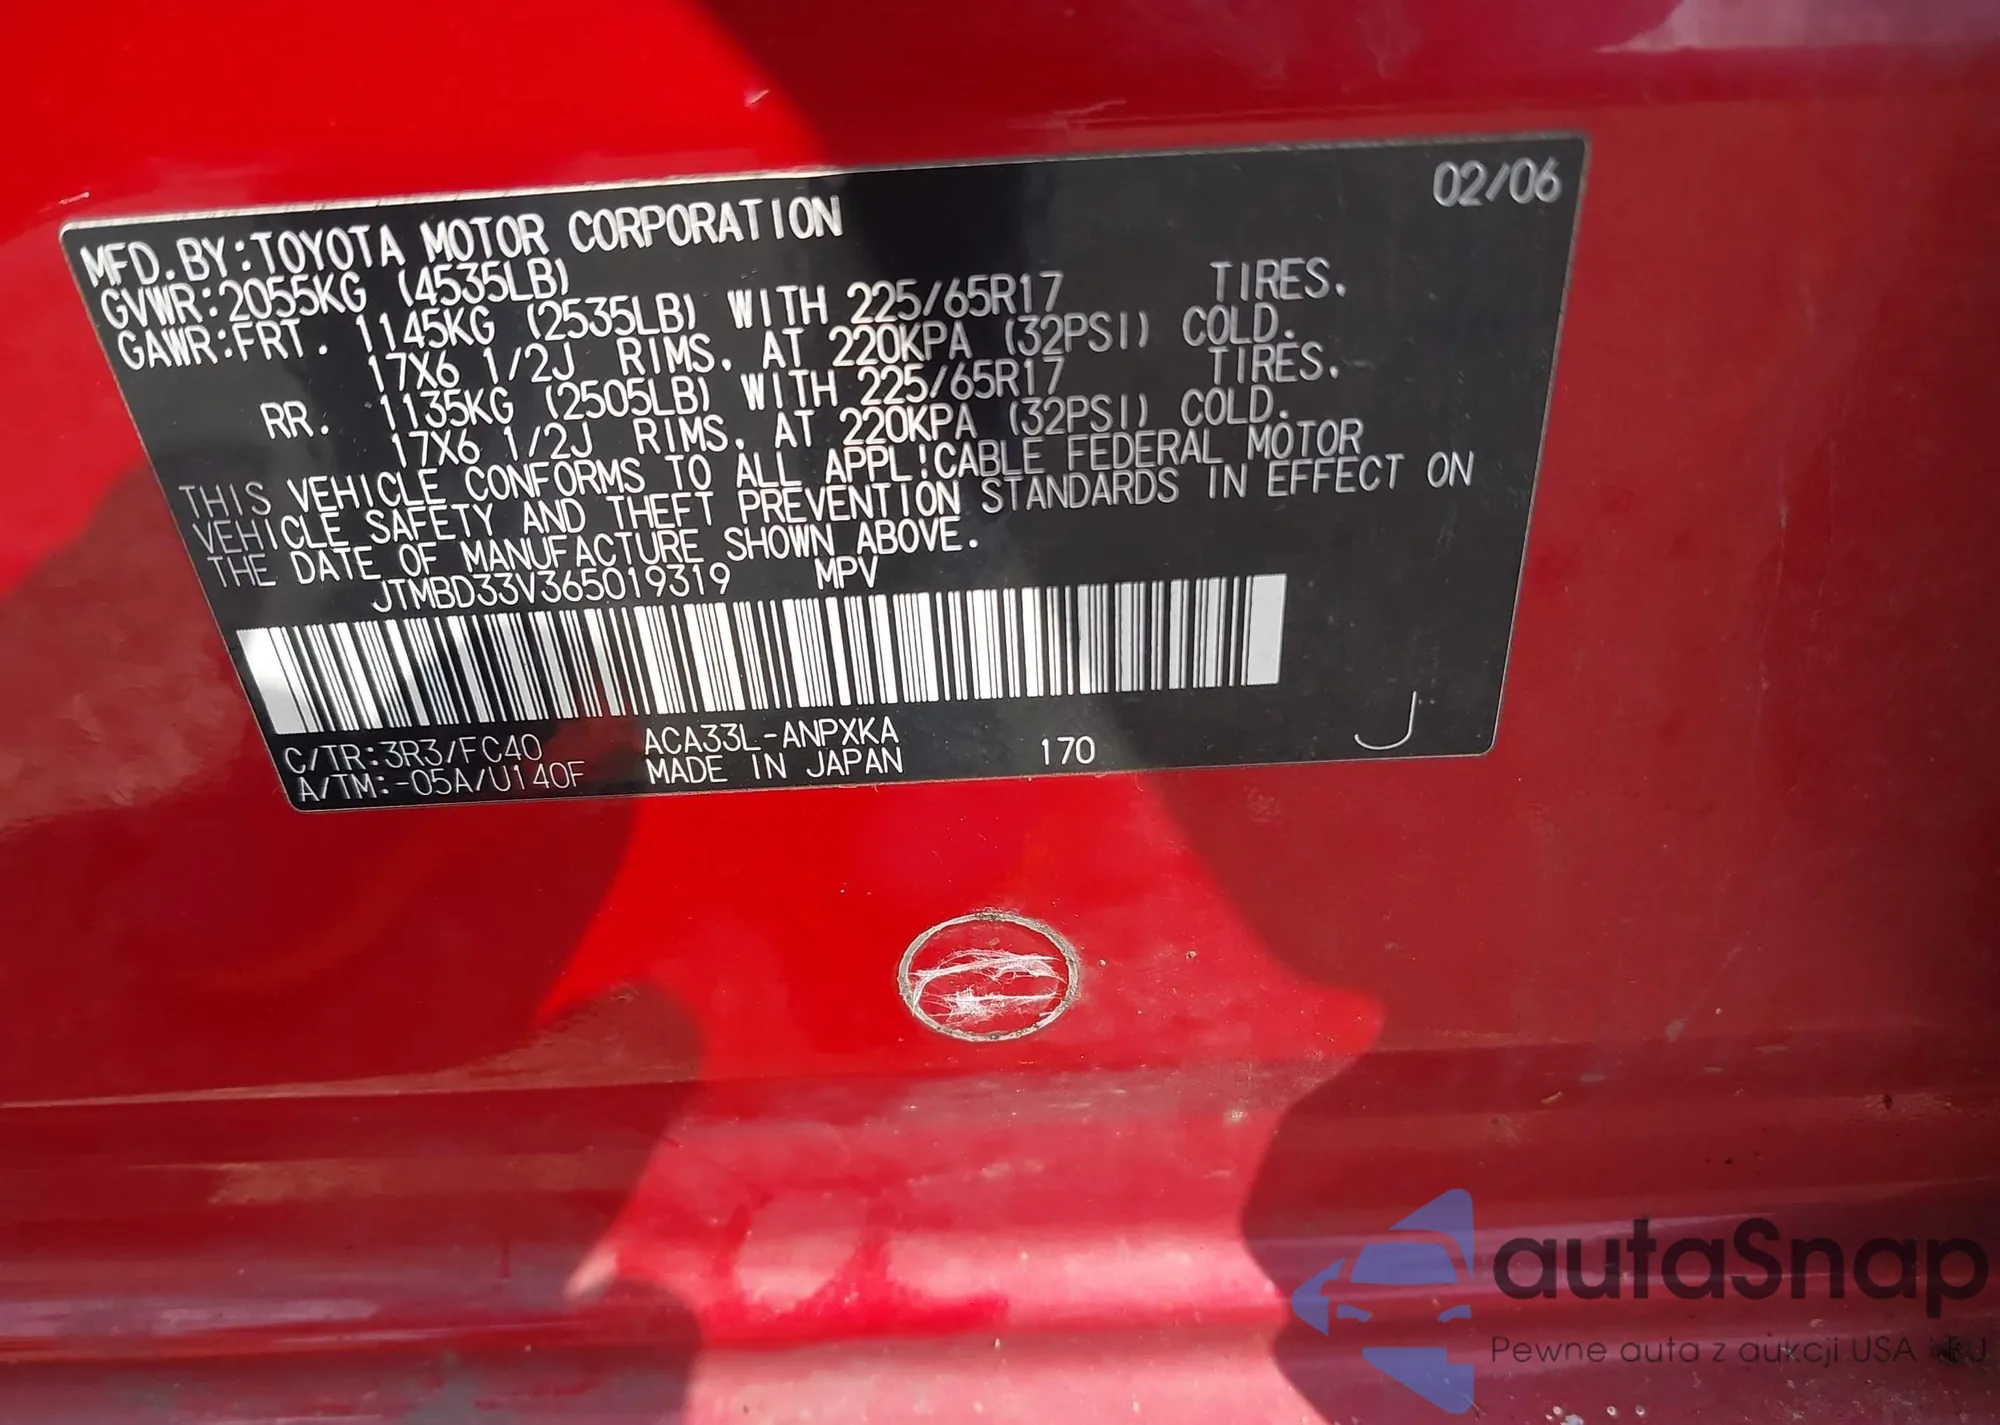 02/06
MFD.BY:TOYOTA MOTOR CORPORATION
GVWR:2055KG (4535LB)
GAWR:FRT. 1145KG (2535LB) WITH 225/65R17 TIRES.
17X6 1/2J RIMS, AT 220KPA (32PSI) COLD.
RR. 1135KG (2505LB) WITH 225/65R17 TIRES.
17X6 1/2J RIMS, AT 220KPA (32PSI) COLD.
THIS VEHICLE CONFORMS TO ALL APPLICABLE FEDERAL MOTOR
VEHICLE SAFETY AND THEFT PREVENTION STANDARDS IN EFFECT ON
THE DATE OF MANUFACTURE SHOWN ABOVE.
JTMBD33V365019319 MPV
C/TR:3R3/FC40 ACA33L-ANPXKA
A/TM:-05A/U140F MADE IN JAPAN 170 J
autaSnap
Pewne auta z aukcji USA i EU